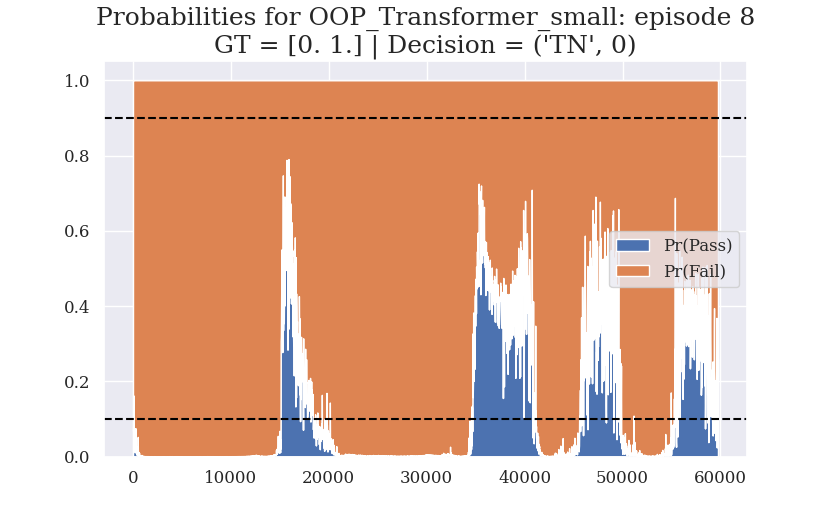 Probabilities for OOP_Transformer_small: episode 8
GT = [0. 1.] | Decision = ('TN', 0)
1.0
0.8
0.6
0.4
0.2
0.0
Pr(Pass)
Pr(Fail)
0 10000 20000 30000 40000 50000 60000